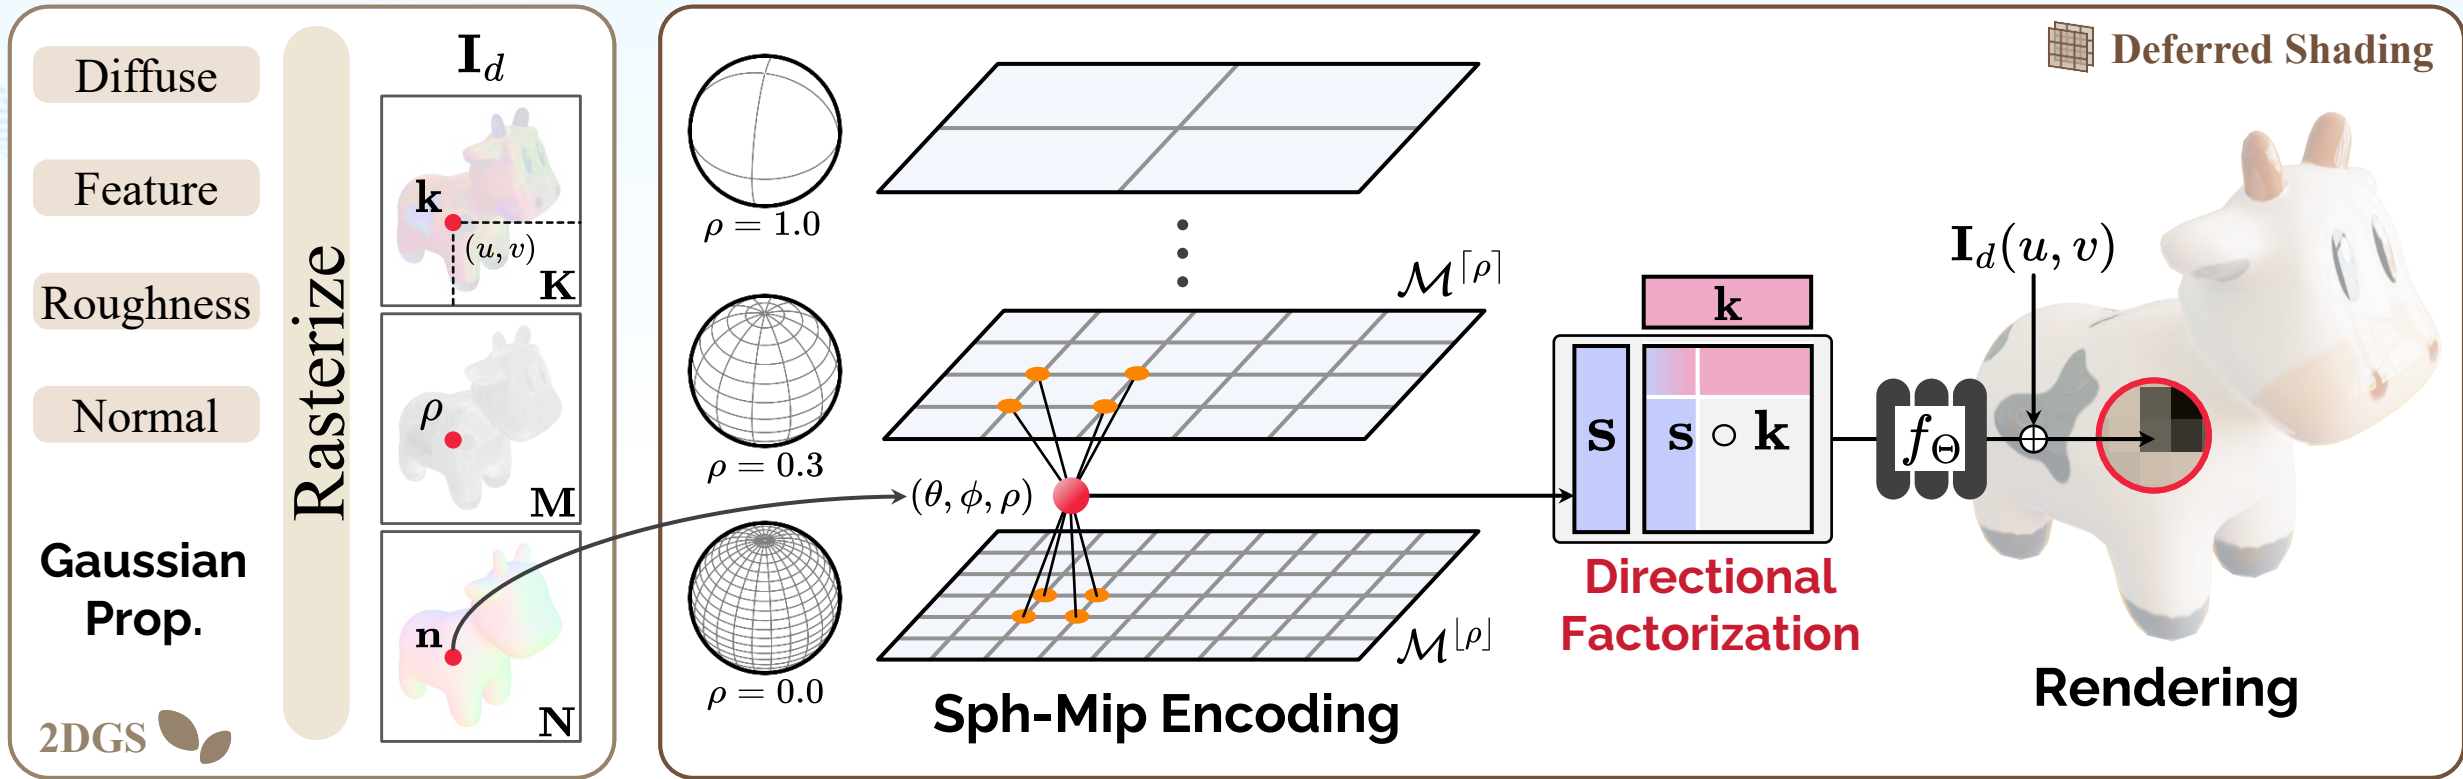 Diffuse
Feature
Roughness
Normal
Gaussian
Prop.
2DGS
Rasterize
I_d
k
(u, v)
K
ρ
M
n
N
ρ = 1.0
ρ = 0.3
ρ = 0.0
M^⌈ρ⌉
(θ, ϕ, ρ)
M^⌊ρ⌋
Sph-Mip Encoding
k
s
s ∘ k
Directional
Factorization
f_Θ
Deferred Shading
I_d(u, v)
Rendering